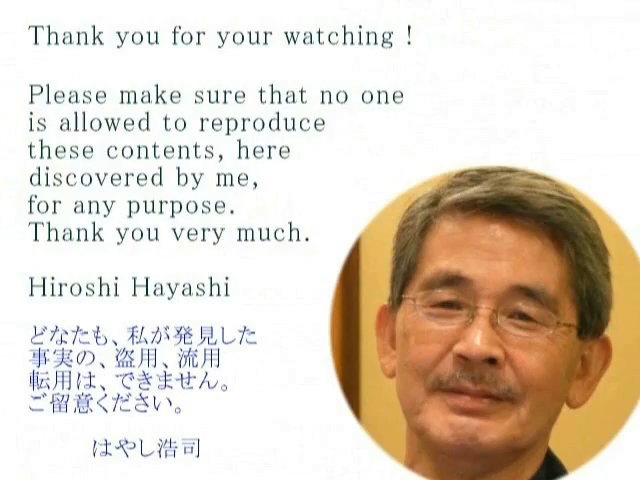 Thank you for your watching !
Please make sure that no one
is allowed to reproduce
these contents, here
discovered by me,
for any purpose.
Thank you very much.
Hiroshi Hayashi
どなたも、私が発見した
事実の、盗用、流用
転用は、できません。
ご留意ください。
はやし浩司